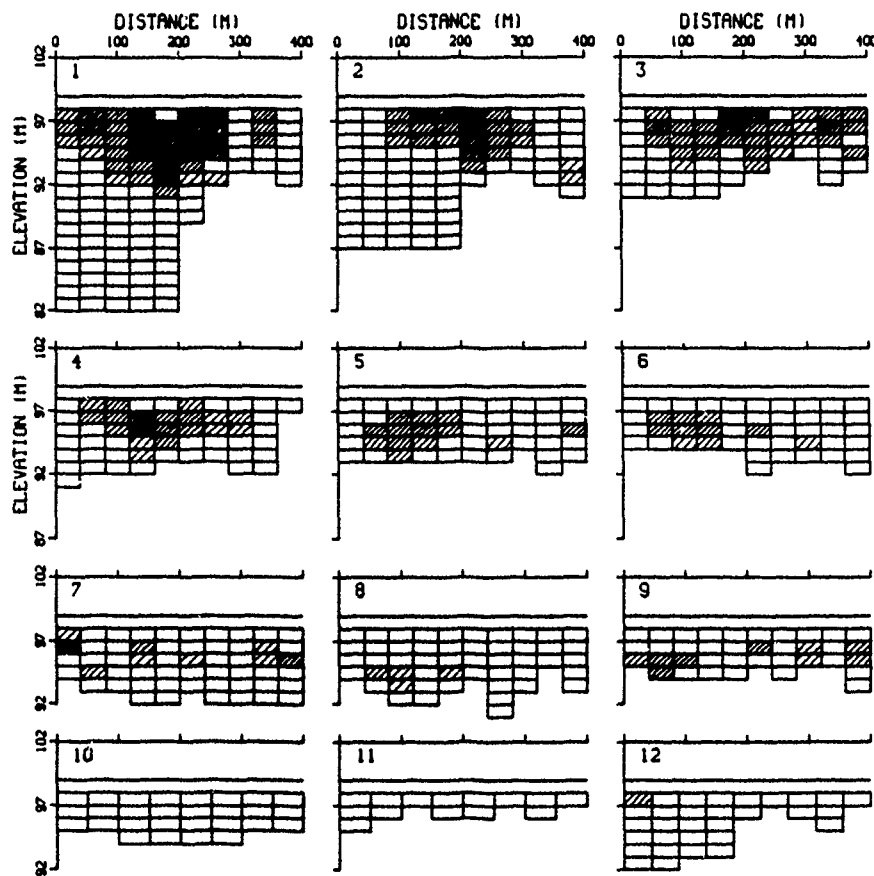 DISTANCE (M) DISTANCE (M) DISTANCE (M)
0 100 200 300 400 0 100 200 300 400 0 100 200 300 400
102 1 2 3
97
92
87
82
ELEVATION (M)
102 4 5 6
97
92
87
ELEVATION (M)
102 7 8 9
97
92
102 10 11 12
97
92